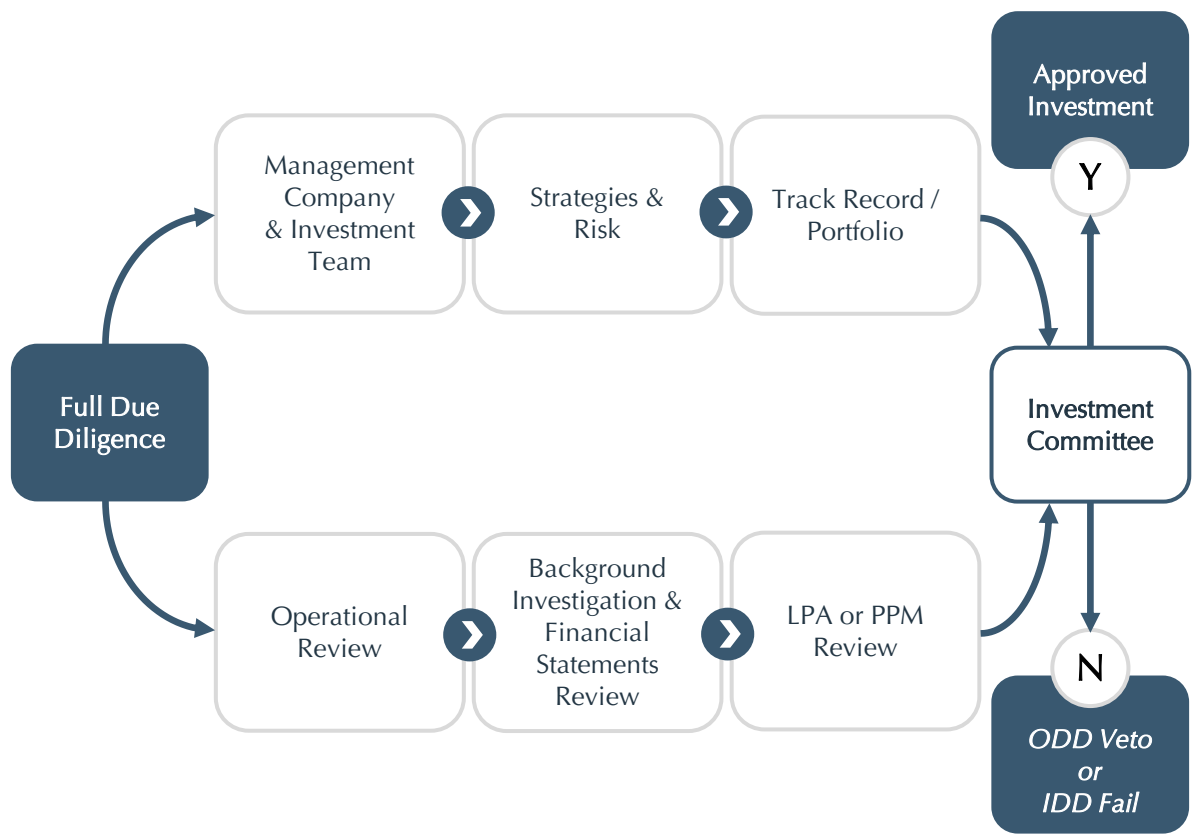 Approved
Investment
Y
Management
Company
& Investment
Team
Strategies &
Risk
Track Record /
Portfolio
Full Due
Diligence
Investment
Committee
Operational
Review
Background
Investigation &
Financial
Statements
Review
LPA or PPM
Review
N
ODD Veto
or
IDD Fail